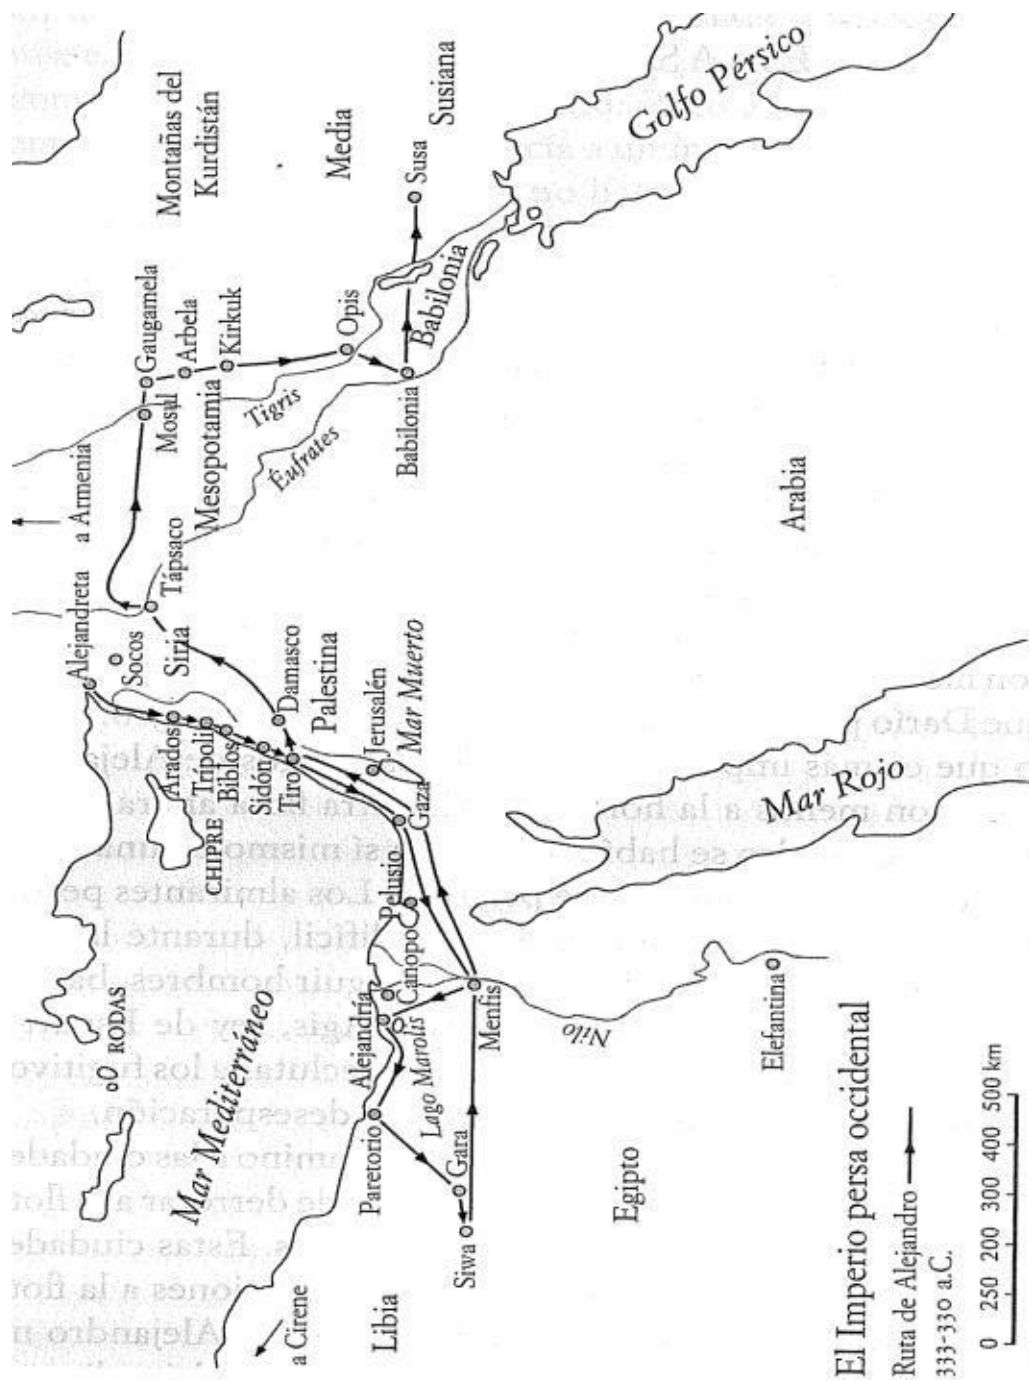 a Armenia
Alejandreta
Socos
Tápsaco
Gaugamela
Montañas del
Kurdistán
RODAS
CHIPRE
Arados
Siria
Mosul
Arbela
Mar Mediterráneo
Trípoli
Biblos
Mesopotamia
Kirkuk
Sidón
Tiro
Damasco
Tigris
Éufrates
Opis
Media
a Cirene
Palestina
Paretorio
Alejandría
Pelusio
Jerusalén
Libia
Canopo
Gaza
Mar Muerto
Babilonia
Susa
Lago Marolis
Babilonia
Susiana
Siwa
Gara
Menfis
Nilo
Egipto
Golfo Pérsico
Elefantina
Mar Rojo
Arabia
El Imperio persa occidental
Ruta de Alejandro
333-330 a.C.
0 250 200 300 400 500 km